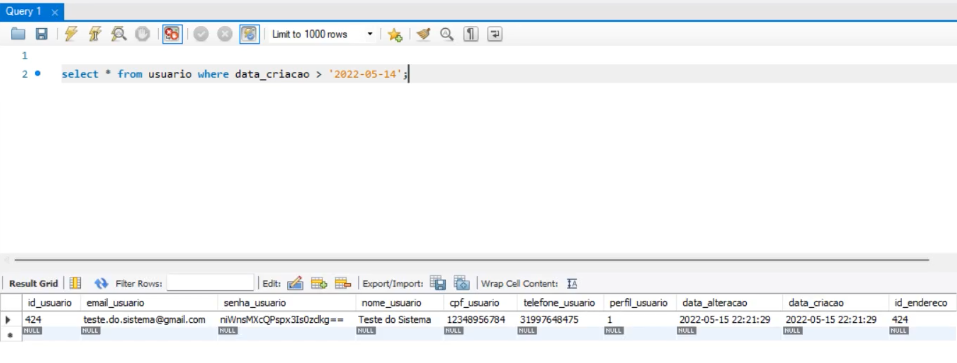 Query 1
Limit to 1000 rows
1
2 select * from usuario where data_criacao > '2022-05-14';
Result Grid Filter Rows: Edit: Export/Import: Wrap Cell Content:
id_usuario email_usuario senha_usuario nome_usuario cpf_usuario telefone_usuario perfil_usuario data_alteracao data_criacao id_endereco
424 teste.do.sistema@gmail.com niWnsMXcQPspx3Is0zclkg== Teste do Sistema 12348956784 31997648475 1 2022-05-15 22:21:29 2022-05-15 22:21:29 424
NULL NULL NULL NULL NULL NULL NULL NULL NULL NULL